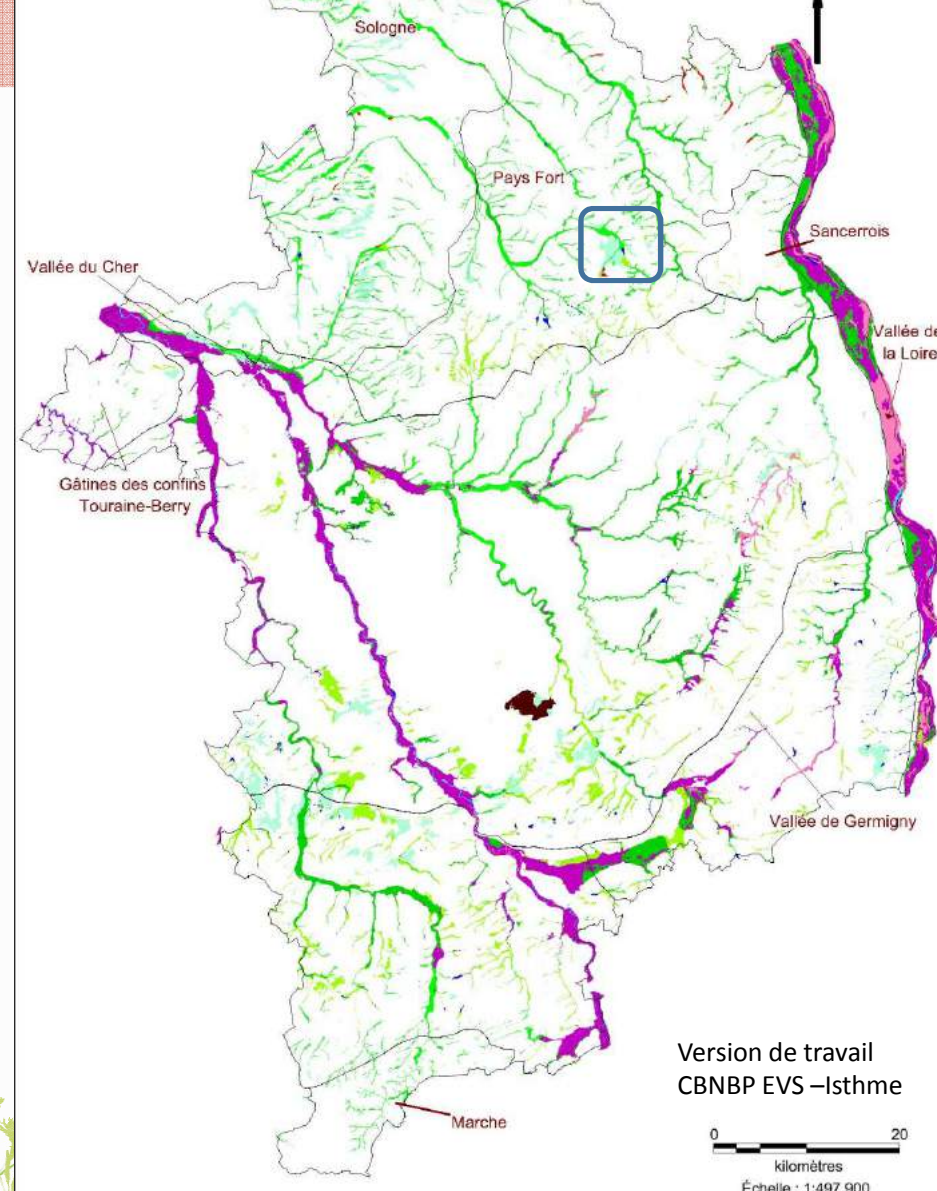 Sologne
Pays Fort
Sancerrois
Vallée du Cher
Vallée de
la Loire
Gâtines des confins
Touraine-Berry
Vallée de Germigny
Version de travail
CBNBP EVS –Isthme
Marche
0 20
kilomètres
Échelle : 1:497 900